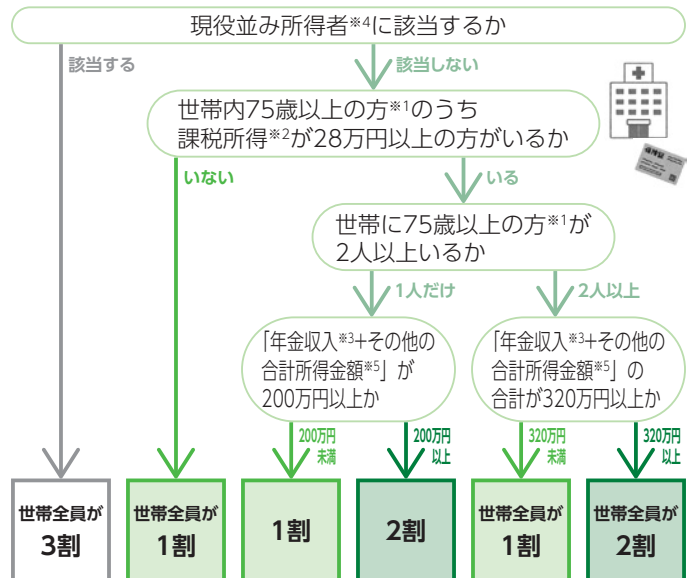 現役並み所得者※4に該当するか
該当する
該当しない
世帯内75歳以上の方※1のうち
課税所得※2が28万円以上の方がいるか
いない
いる
世帯に75歳以上の方※1が
2人以上いるか
1人だけ
2人以上
「年金収入※3+その他の
合計所得金額※5」が
200万円以上か
「年金収入※3+その他の
合計所得金額※5」の
合計が320万円以上か
200万円
未満
200万円
以上
320万円
未満
320万円
以上
世帯全員が
3割
世帯全員が
1割
1割
2割
世帯全員が
1割
世帯全員が
2割